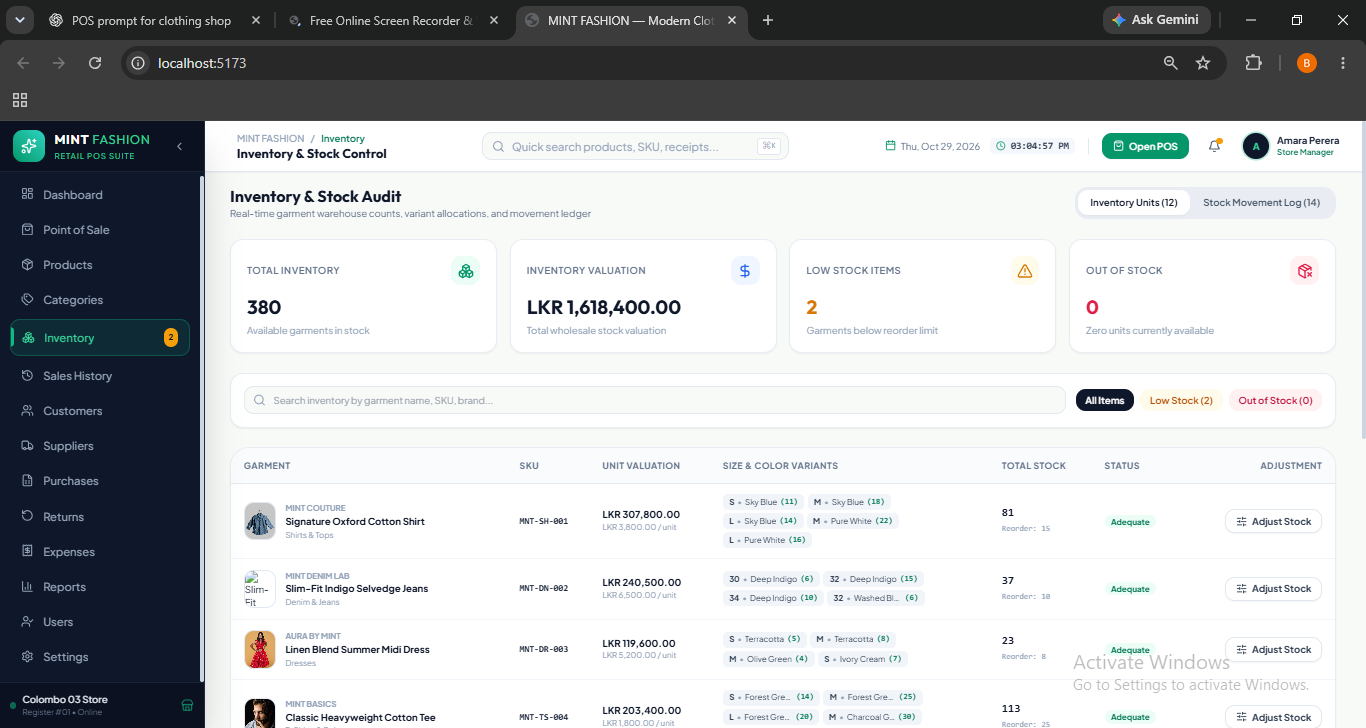 POS prompt for clothing shop
Free Online Screen Recorder &
MINT FASHION — Modern Clot
Ask Gemini
localhost:5173
B
MINT FASHION
RETAIL POS SUITE
Dashboard
Point of Sale
Products
Categories
Inventory 2
Sales History
Customers
Suppliers
Purchases
Returns
Expenses
Reports
Users
Settings
Colombo 03 Store
Register #01 • Online
MINT FASHION / Inventory
Inventory & Stock Control
Quick search products, SKU, receipts... ⌘K
Thu, Oct 29, 2026
03:04:57 PM
Open POS
A
Amara Perera
Store Manager
Inventory & Stock Audit
Real-time garment warehouse counts, variant allocations, and movement ledger
Inventory Units (12)
Stock Movement Log (14)
TOTAL INVENTORY
380
Available garments in stock
INVENTORY VALUATION
LKR 1,618,400.00
Total wholesale stock valuation
LOW STOCK ITEMS
2
Garments below reorder limit
OUT OF STOCK
0
Zero units currently available
Search inventory by garment name, SKU, brand...
All Items
Low Stock (2)
Out of Stock (0)
GARMENT SKU UNIT VALUATION SIZE & COLOR VARIANTS TOTAL STOCK STATUS ADJUSTMENT
MINT COUTURE
Signature Oxford Cotton Shirt
Shirts & Tops
MNT-SH-001
LKR 307,800.00
LKR 3,800.00 / unit
S • Sky Blue (11) M • Sky Blue (18)
L • Sky Blue (14) M • Pure White (22)
L • Pure White (16)
81
Reorder: 15
Adequate
Adjust Stock
Slim-
Fit
MINT DENIM LAB
Slim-Fit Indigo Selvedge Jeans
Denim & Jeans
MNT-DN-002
LKR 240,500.00
LKR 6,500.00 / unit
30 • Deep Indigo (6) 32 • Deep Indigo (15)
34 • Deep Indigo (10) 32 • Washed Bl... (6)
37
Reorder: 10
Adequate
Adjust Stock
AURA BY MINT
Linen Blend Summer Midi Dress
Dresses
MNT-DR-003
LKR 119,600.00
LKR 5,200.00 / unit
S • Terracotta (5) M • Terracotta (8)
M • Olive Green (4) S • Ivory Cream (7)
23
Reorder: 8
Adequate
Adjust Stock
MINT BASICS
Classic Heavyweight Cotton Tee
MNT-TS-004
LKR 203,400.00
LKR 1,800.00 / unit
S • Forest Gre... (14) M • Forest Gre... (25)
L • Forest Gre... (20) M • Charcoal G... (30)
113
Reorder: 25
Adequate
Adjust Stock
Activate Windows
Go to Settings to activate Windows.